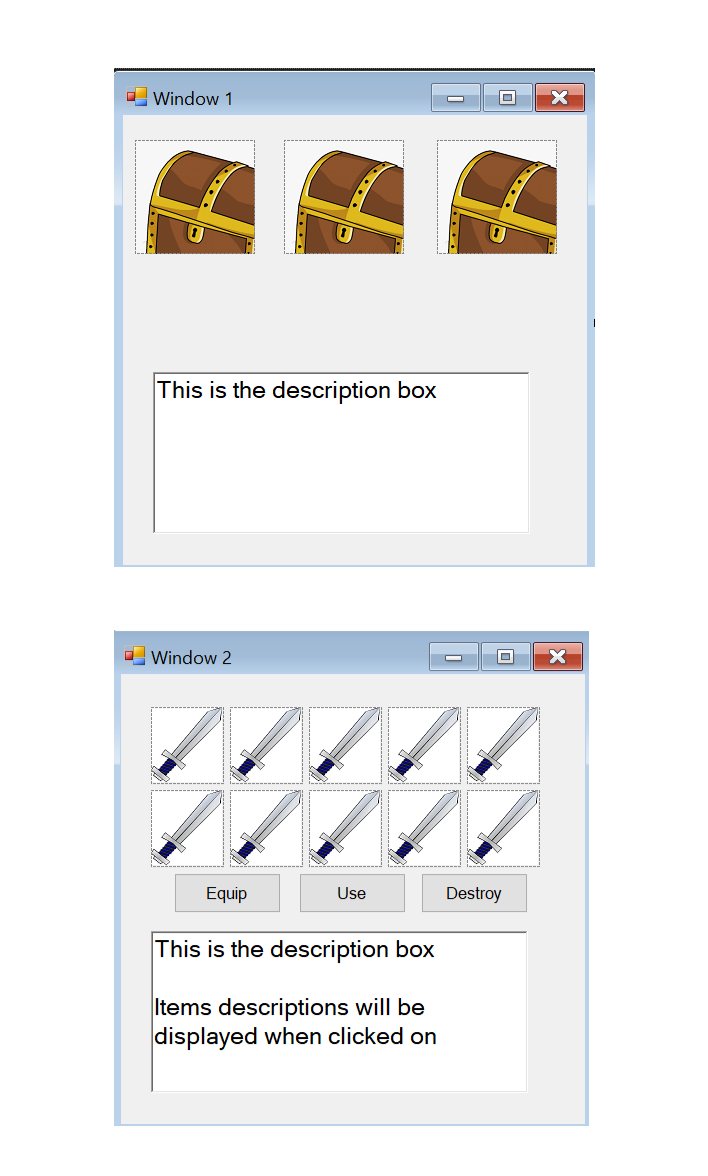 Window 1
This is the description box
Window 2
Equip Use Destroy
This is the description box
Items descriptions will be
displayed when clicked on